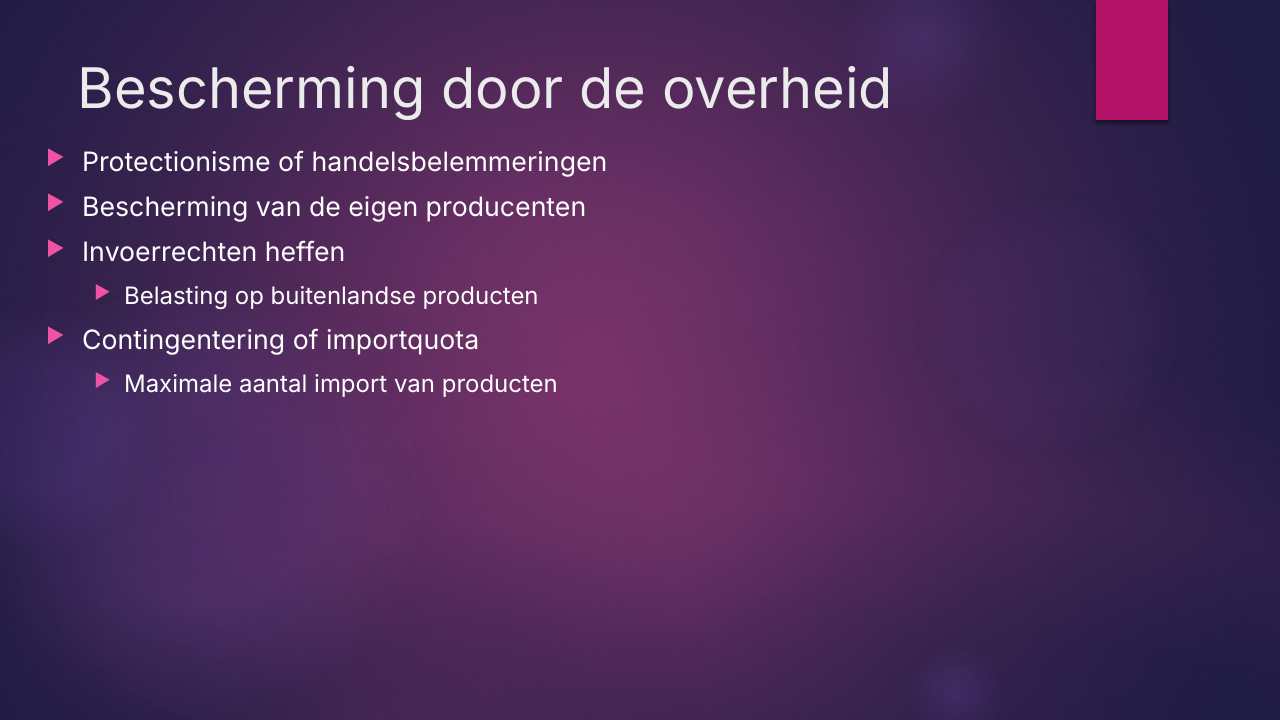 Bescherming door de overheid
Protectionisme of handelsbelemmeringen
Bescherming van de eigen producenten
Invoerrechten heffen
Belasting op buitenlandse producten
Contingentering of importquota
Maximale aantal import van producten